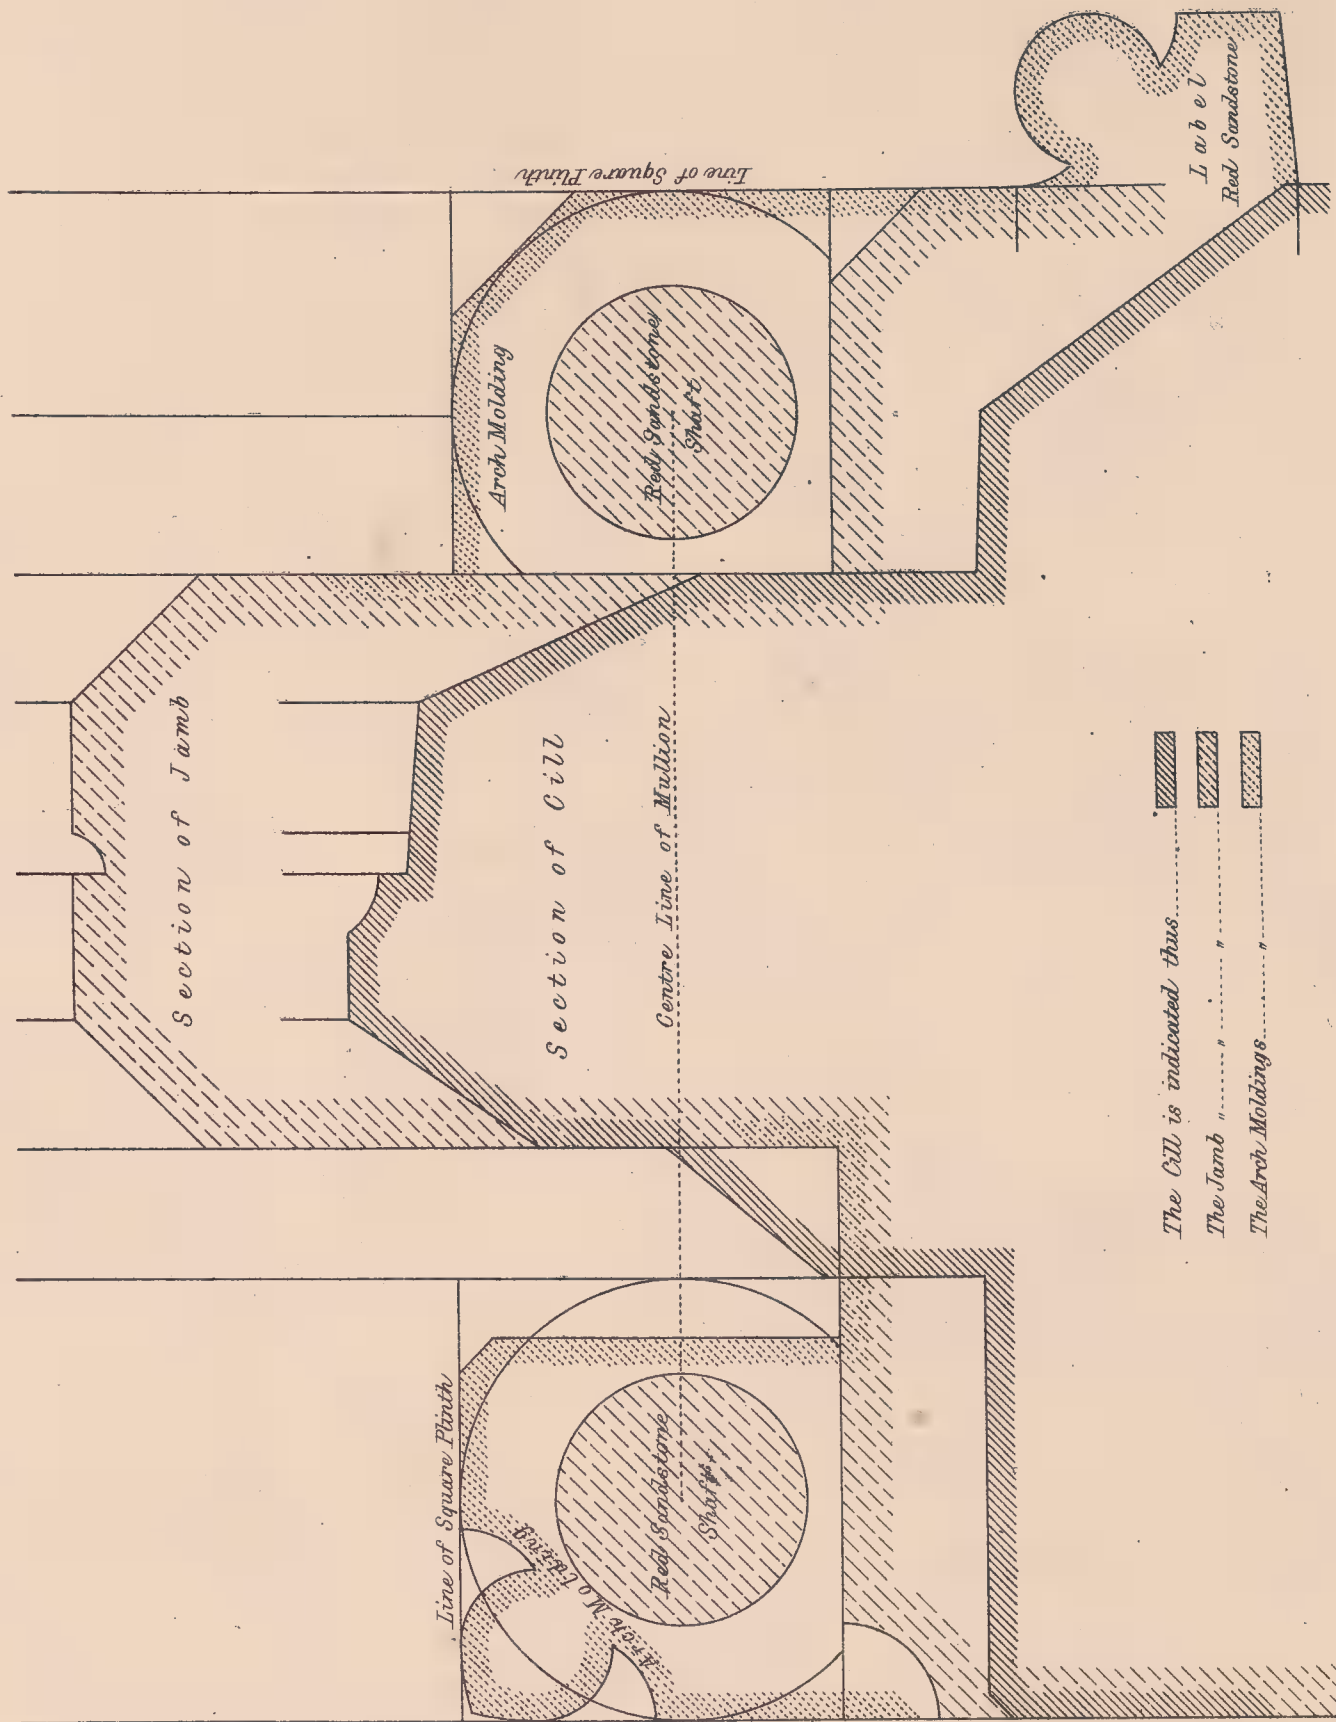 Section of Jamb
Line of Square Plinth
Section of Cill
Arch Molding
Line of Square Plinth
Centre Line of Mullion
Red Sandstone
Shaft
Arch Molding
Red Sandstone
Shaft
Label
Red Sandstone
The Cill is indicated thus
The Jamb " " "
The Arch Moldings "